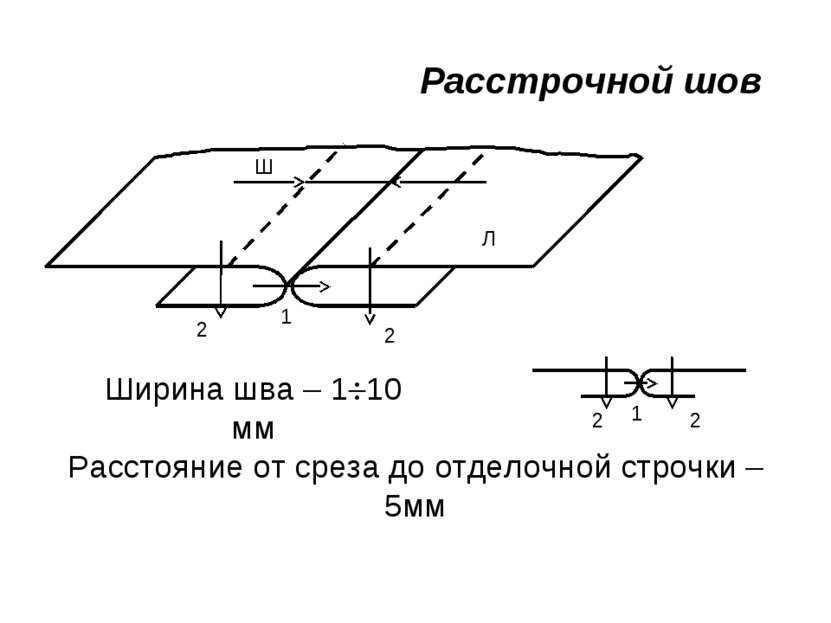 Расстрочной шов
Ш
Л
2
1
2
2
1
2
Ширина шва – 1÷10
мм
Расстояние от среза до отделочной строчки –
5мм